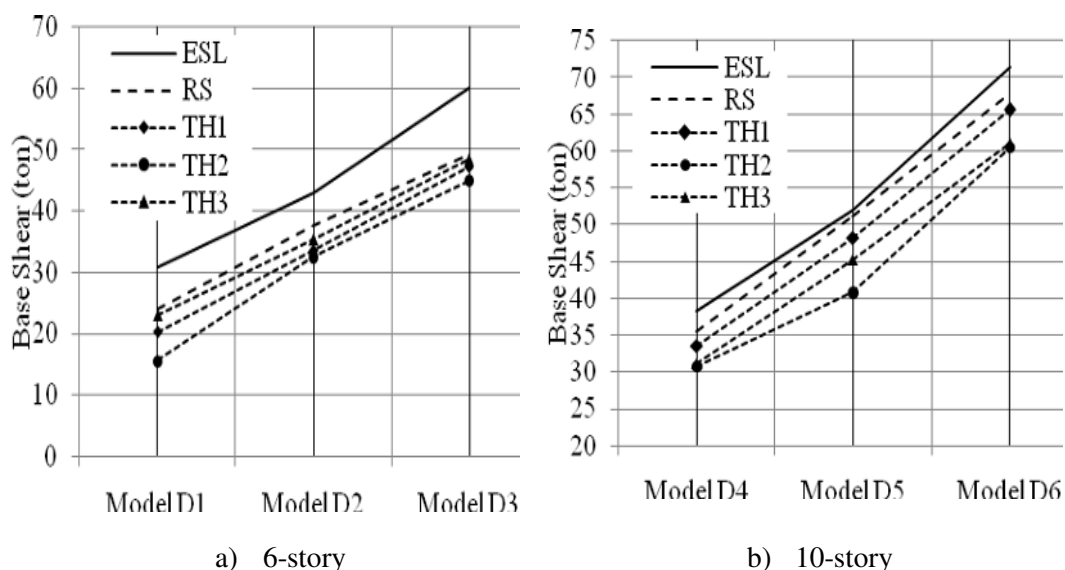 70
60
50
40
30
20
10
0
Base Shear (ton)
ESL
RS
TH1
TH2
TH3
Model D1 Model D2 Model D3
a) 6-story
75
70
65
60
55
50
45
40
35
30
25
20
Base Shear (ton)
ESL
RS
TH1
TH2
TH3
Model D4 Model D5 Model D6
b) 10-story